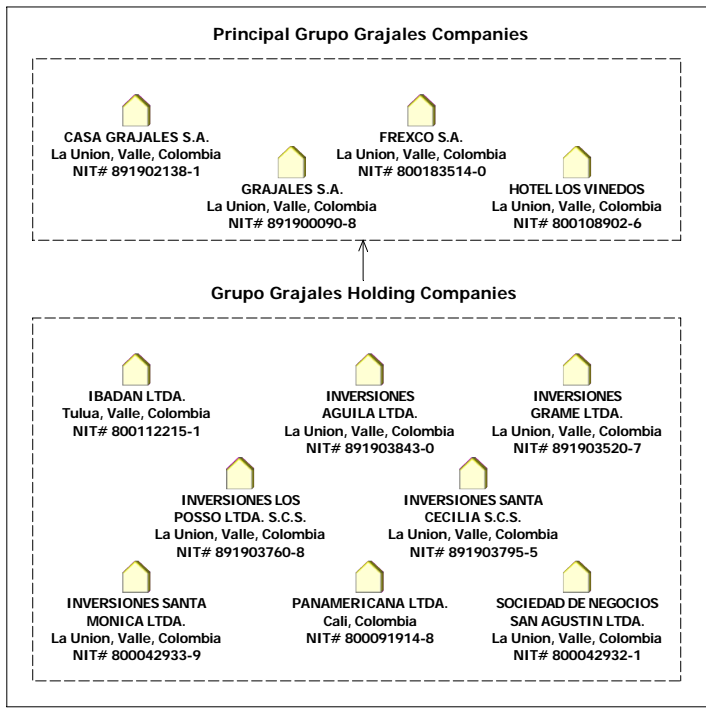 Principal Grupo Grajales Companies
CASA GRAJALES S.A.
La Union, Valle, Colombia
NIT# 891902138-1
FREXCO S.A.
La Union, Valle, Colombia
NIT# 800183514-0
GRAJALES S.A.
La Union, Valle, Colombia
NIT# 891900090-8
HOTEL LOS VINEDOS
La Union, Valle, Colombia
NIT# 800108902-6
Grupo Grajales Holding Companies
IBADAN LTDA.
Tulua, Valle, Colombia
NIT# 800112215-1
INVERSIONES
AGUILA LTDA.
La Union, Valle, Colombia
NIT# 891903843-0
INVERSIONES
GRAME LTDA.
La Union, Valle, Colombia
NIT# 891903520-7
INVERSIONES LOS
POSSO LTDA. S.C.S.
La Union, Valle, Colombia
NIT# 891903760-8
INVERSIONES SANTA
CECILIA S.C.S.
La Union, Valle, Colombia
NIT# 891903795-5
INVERSIONES SANTA
MONICA LTDA.
La Union, Valle, Colombia
NIT# 800042933-9
PANAMERICANA LTDA.
Cali, Colombia
NIT# 800091914-8
SOCIEDAD DE NEGOCIOS
SAN AGUSTIN LTDA.
La Union, Valle, Colombia
NIT# 800042932-1